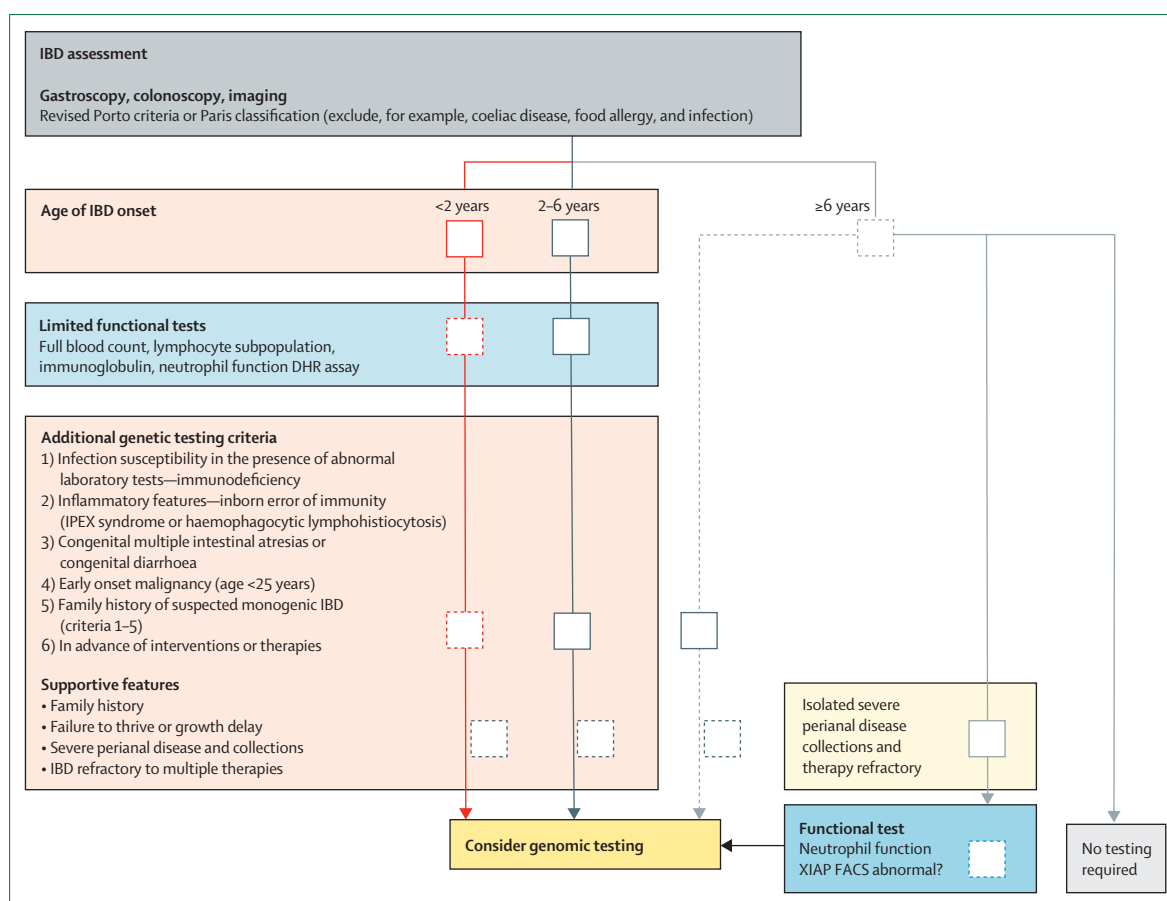 IBD assessment
Gastroscopy, colonoscopy, imaging
Revised Porto criteria or Paris classification (exclude, for example, coeliac disease, food allergy, and infection)
Age of IBD onset
<2 years
2–6 years
≥6 years
Limited functional tests
Full blood count, lymphocyte subpopulation,
immunoglobulin, neutrophil function DHR assay
Additional genetic testing criteria
1) Infection susceptibility in the presence of abnormal
laboratory tests—immunodeficiency
2) Inflammatory features—inborn error of immunity
(IPEX syndrome or haemophagocytic lymphohistiocytosis)
3) Congenital multiple intestinal atresias or
congenital diarrhoea
4) Early onset malignancy (age <25 years)
5) Family history of suspected monogenic IBD
(criteria 1–5)
6) In advance of interventions or therapies
Supportive features
• Family history
• Failure to thrive or growth delay
• Severe perianal disease and collections
• IBD refractory to multiple therapies
Isolated severe
perianal disease
collections and
therapy refractory
Consider genomic testing
Functional test
Neutrophil function
XIAP FACS abnormal?
No testing
required